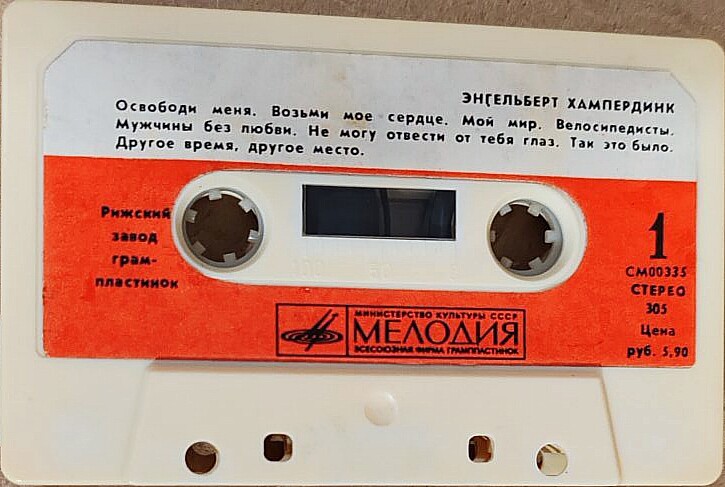 ЭНГЕЛЬБЕРТ ХАМПЕРДИНК
Освободи меня. Возьми мое сердце. Мой мир. Велосипедисты.
Мужчины без любви. Не могу отвести от тебя глаз. Так это было.
Другое время, другое место.
Рижский
завод
грам-
пластинок
1
СМ00335
СТЕРЕО
305
Цена
руб. 5,90
МИНИСТЕРСТВО КУЛЬТУРЫ СССР
МЕЛОДИЯ
ВСЕСОЮЗНАЯ ФИРМА ГРАМПЛАСТИНОК